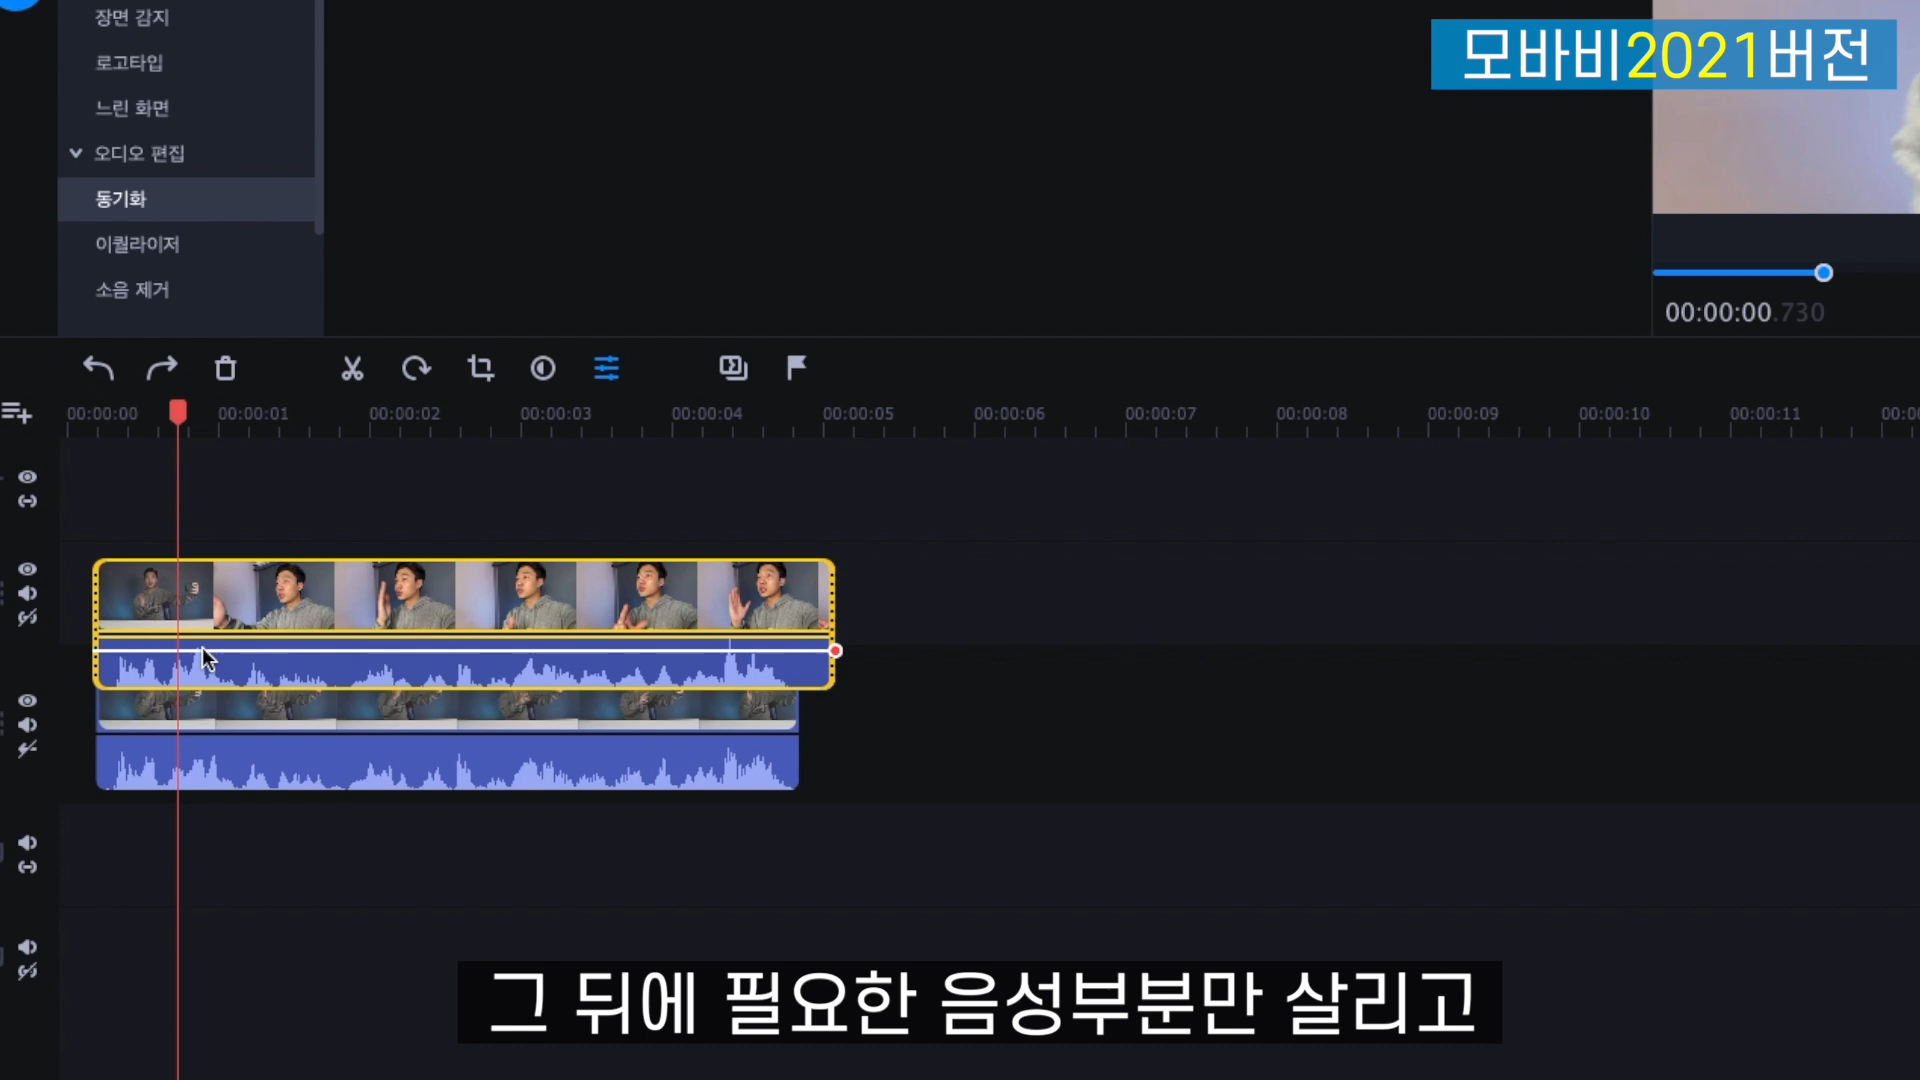 장면 감지
모바비2021버전
로고타입
느린 화면
오디오 편집
동기화
이퀄라이저
소음 제거
00:00:00.730
00:00:00 00:00:01 00:00:02 00:00:03 00:00:04 00:00:05 00:00:06 00:00:07 00:00:08 00:00:09 00:00:10 00:00:11
그 뒤에 필요한 음성부분만 살리고